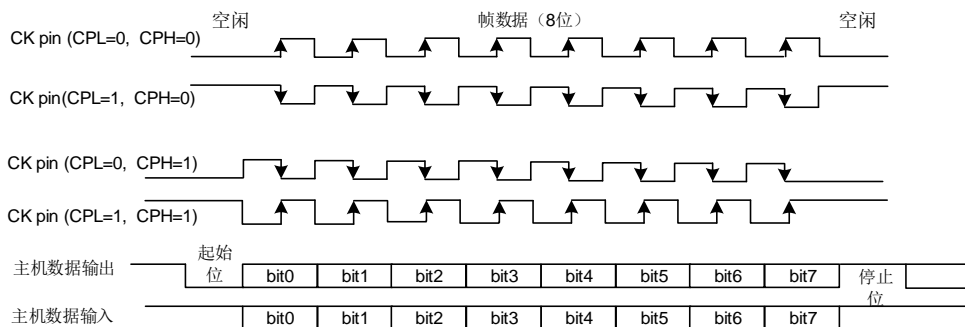 空闲 帧数据（8位） 空闲
CK pin (CPL=0, CPH=0)
CK pin(CPL=1, CPH=0)
CK pin (CPL=0, CPH=1)
CK pin (CPL=1, CPH=1)
主机数据输出 起始位 bit0 bit1 bit2 bit3 bit4 bit5 bit6 bit7 停止位
主机数据输入 bit0 bit1 bit2 bit3 bit4 bit5 bit6 bit7